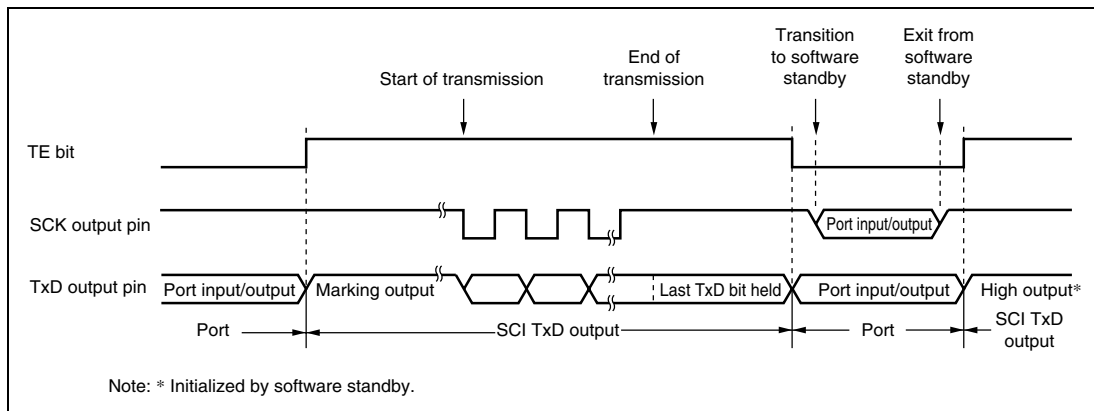 Start of transmission
End of
transmission
Transition
to software
standby
Exit from
software
standby
TE bit
SCK output pin
Port input/output
TxD output pin
Port input/output
Marking output
Last TxD bit held
Port input/output
High output*
Port
SCI TxD output
Port
SCI TxD
output
Note: * Initialized by software standby.